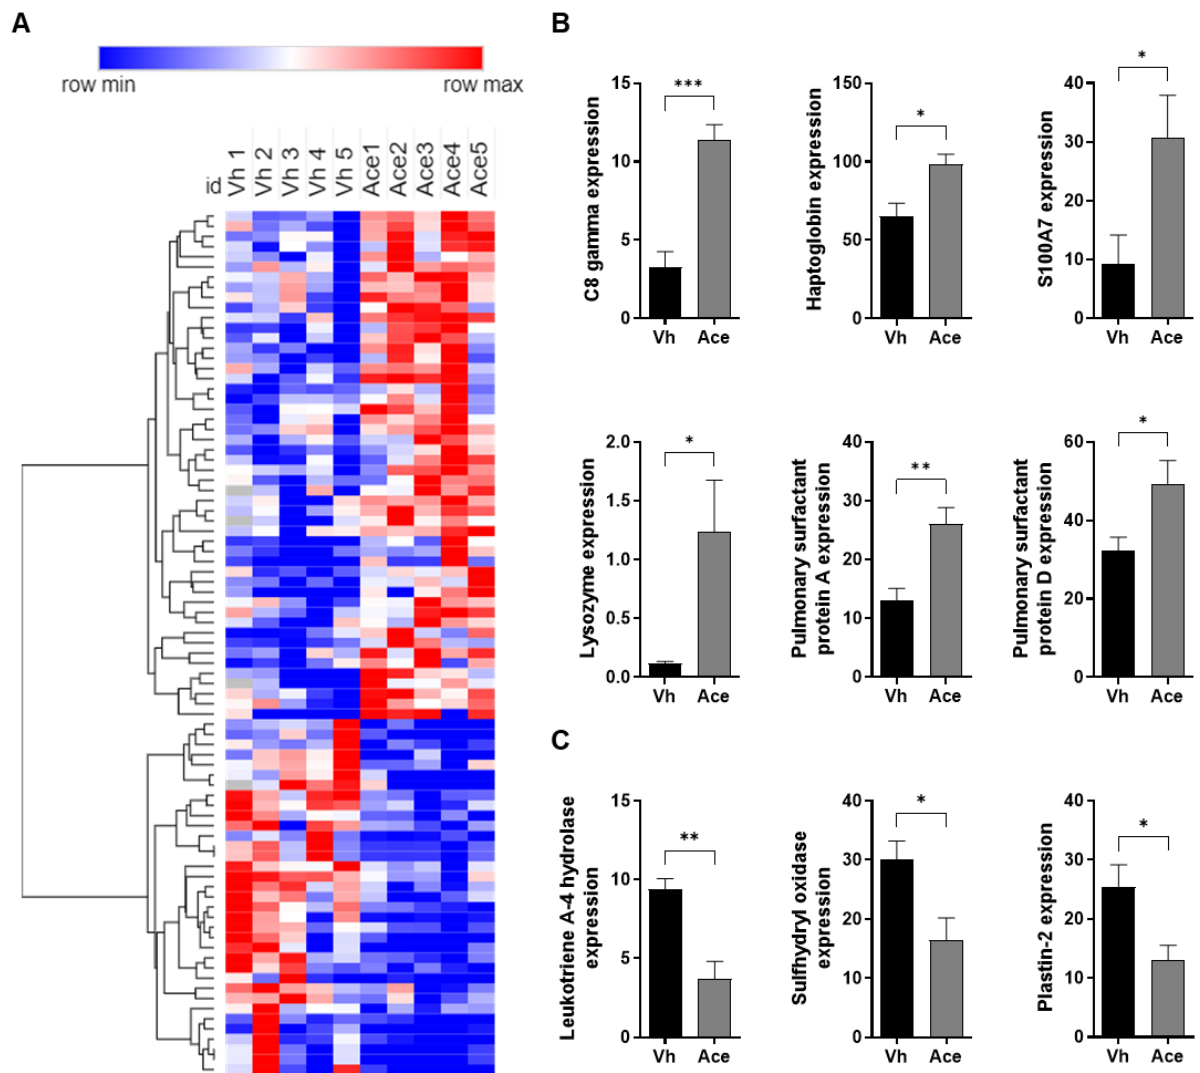 A
row min
row max
id
Vh 1
Vh 2
Vh 3
Vh 4
Vh 5
Ace1
Ace2
Ace3
Ace4
Ace5
B
C8 gamma expression
15
10
5
0
***
Vh
Ace
Haptoglobin expression
150
100
50
0
*
Vh
Ace
S100A7 expression
40
30
20
10
0
*
Vh
Ace
Lysozyme expression
2.0
1.5
1.0
0.5
0.0
*
Vh
Ace
Pulmonary surfactant
protein A expression
40
30
20
10
0
**
Vh
Ace
Pulmonary surfactant
protein D expression
60
40
20
0
*
Vh
Ace
C
Leukotriene A-4 hydrolase
expression
15
10
5
0
**
Vh
Ace
Sulfhydryl oxidase
expression
40
30
20
10
0
*
Vh
Ace
Plastin-2 expression
40
30
20
10
0
*
Vh
Ace